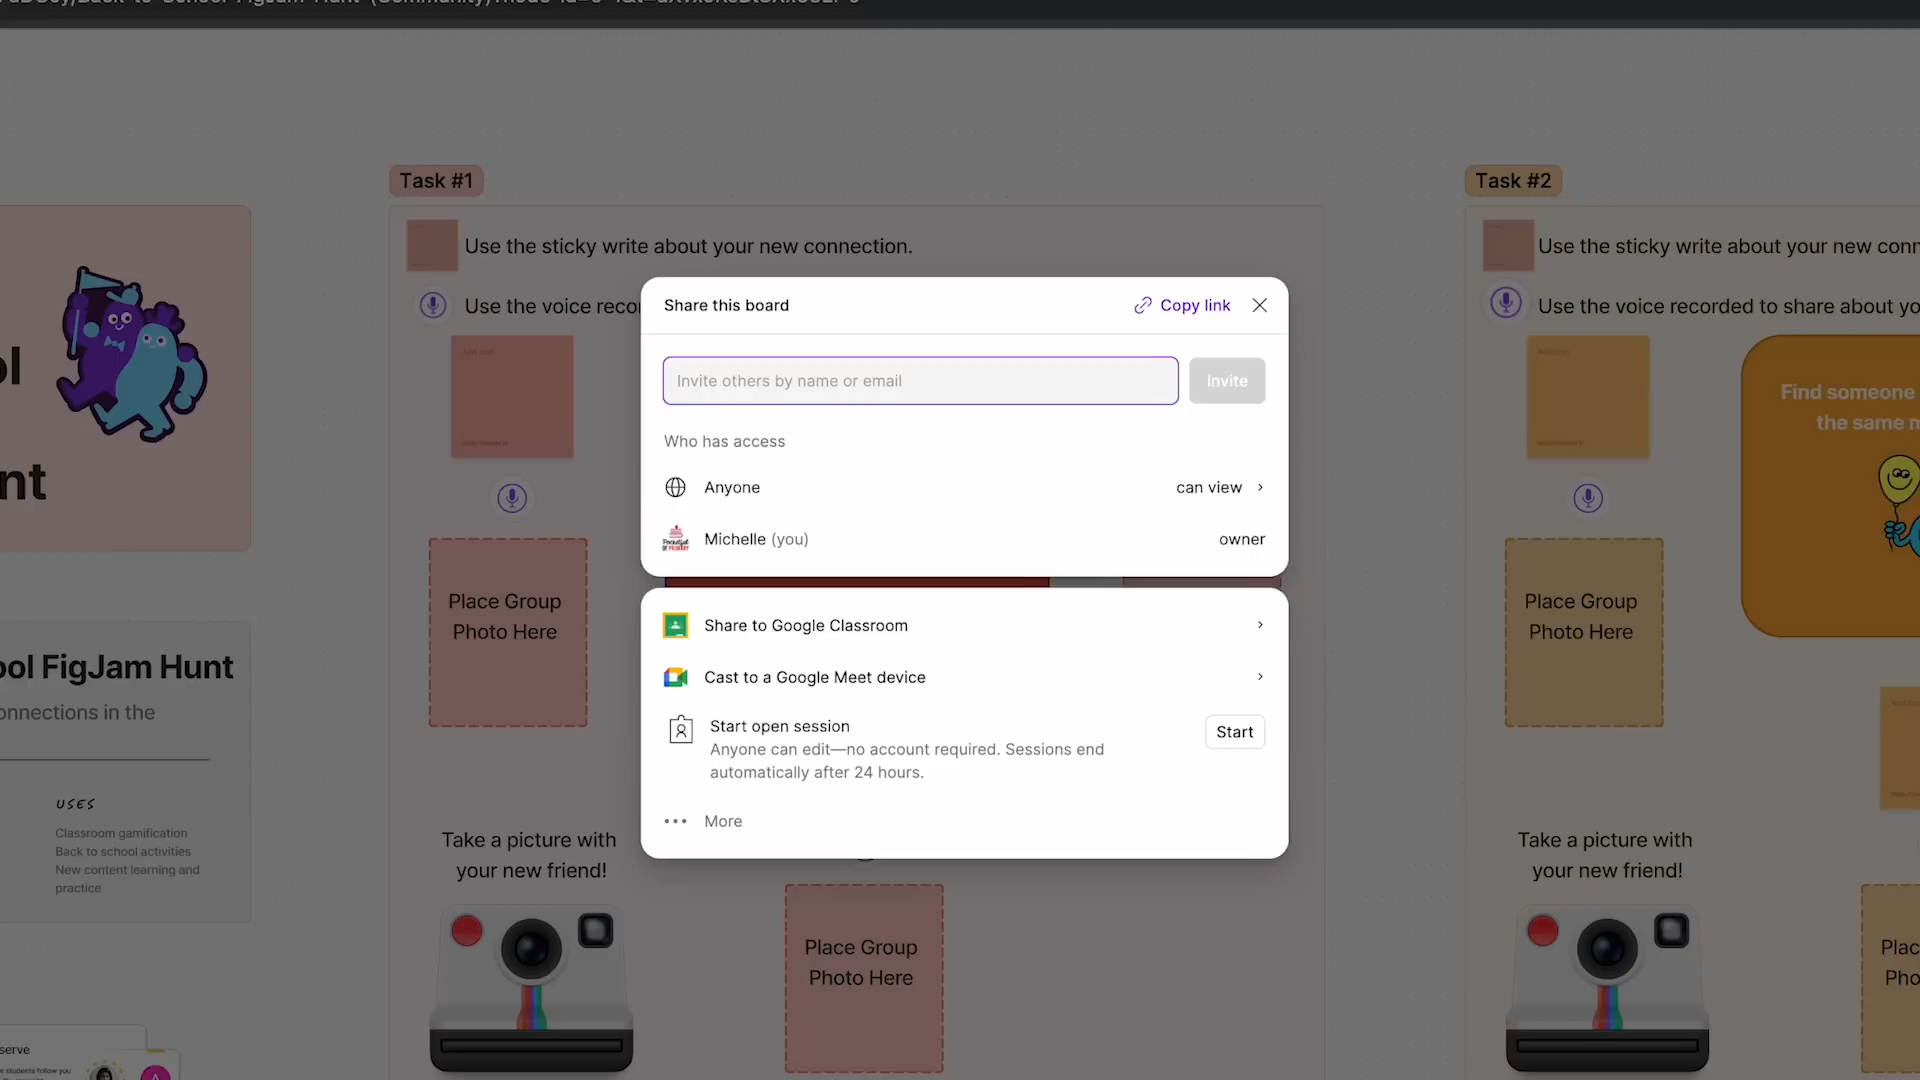 Task #1
Task #2
Use the sticky write about your new connection.
Use the sticky write about your new conn
Use the voice reco
Use the voice recorded to share about yo
Share this board
Copy link
Invite others by name or email
Invite
Who has access
Anyone
can view
Michelle (you)
owner
Share to Google Classroom
Cast to a Google Meet device
Start open session
Anyone can edit—no account required. Sessions end
automatically after 24 hours.
Start
More
ol
nt
Find someone
the same m
Place Group
Photo Here
Place Group
Photo Here
ool FigJam Hunt
onnections in the
USES
Classroom gamification
Back to school activities
New content learning and
practice
Take a picture with
your new friend!
Take a picture with
your new friend!
Place Group
Photo Here
Plac
Pho
serve
e students follow you
A